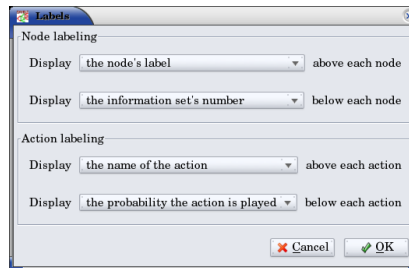 Labels
Node labeling
Display the node's label above each node
Display the information set's number below each node
Action labeling
Display the name of the action above each action
Display the probability the action is played below each action
Cancel OK